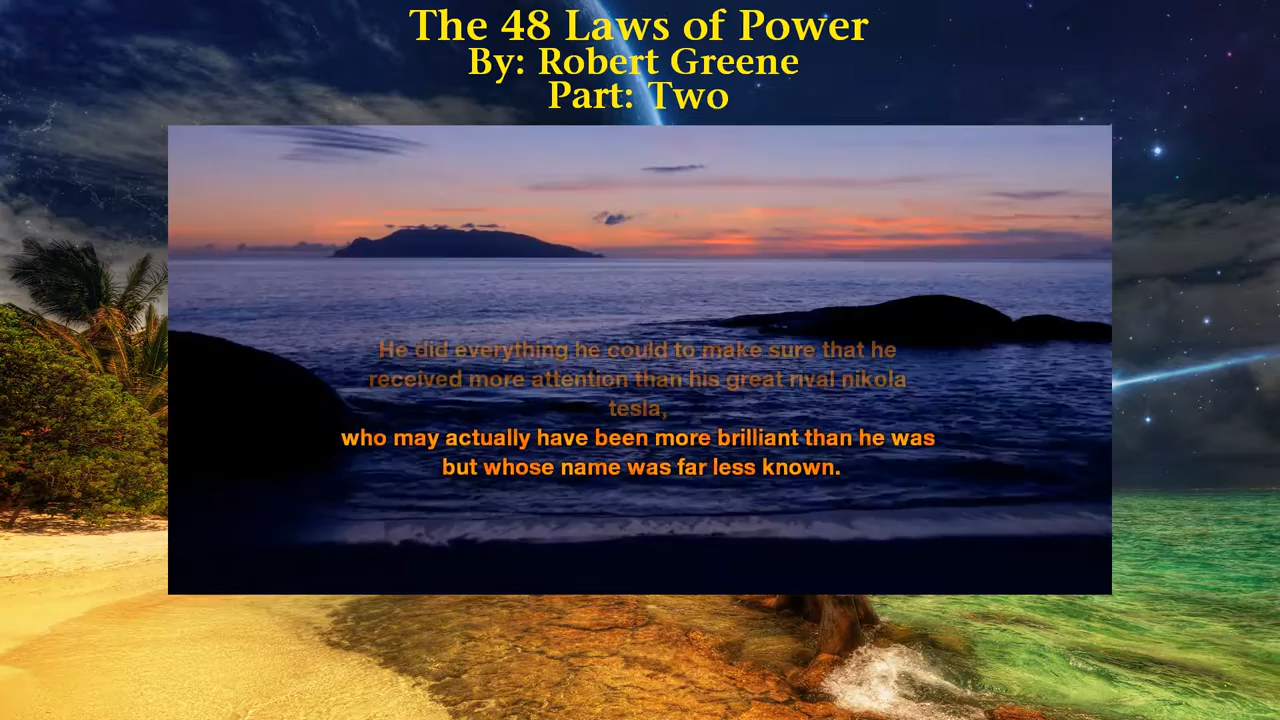 The 48 Laws of Power
By: Robert Greene
Part: Two
He did everything he could to make sure that he
received more attention than his great rival nikola
tesla,
who may actually have been more brilliant than he was
but whose name was far less known.